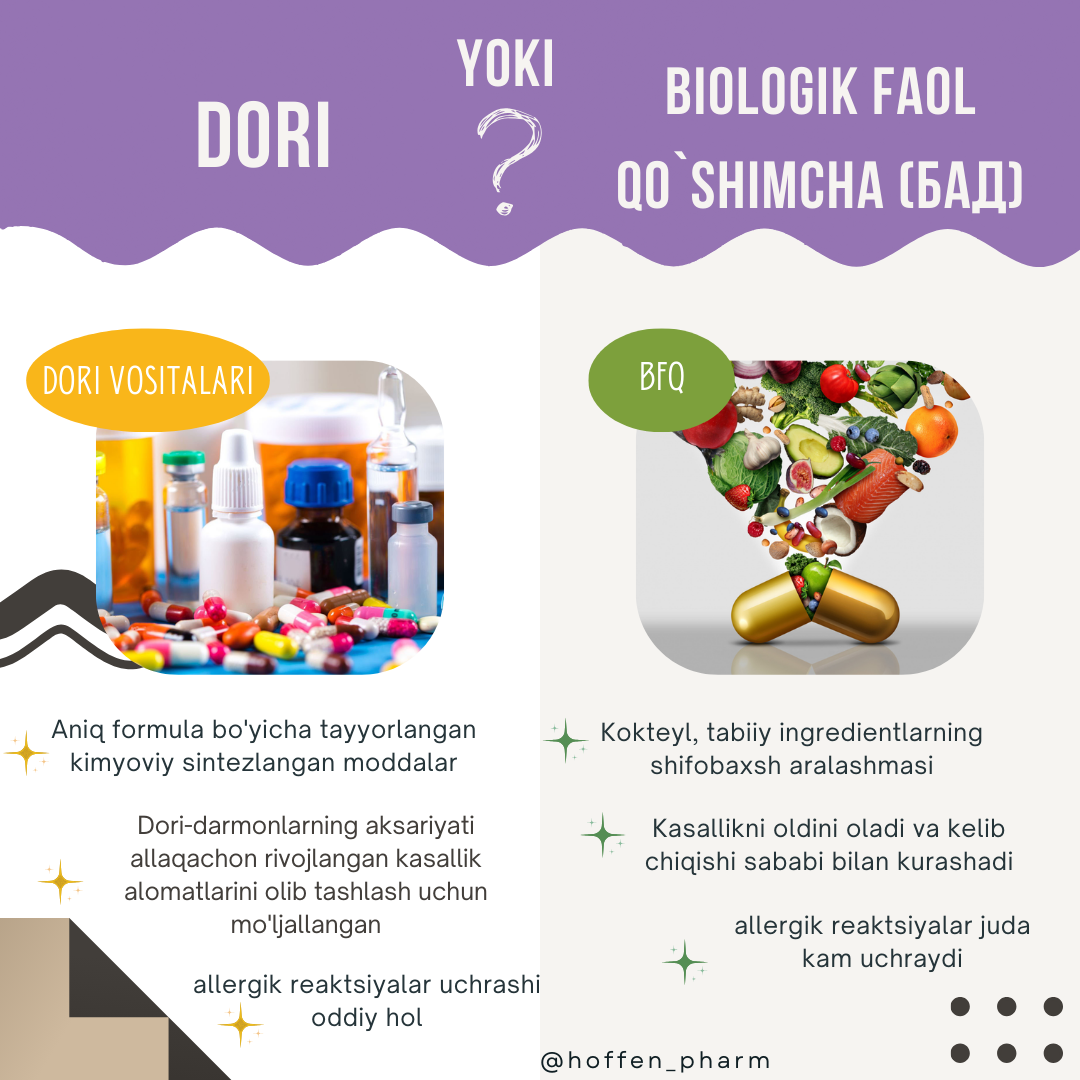 DORI
YOKI
?
BIOLOGIK FAOL
QO`SHIMCHA (БАД)
DORI VOSITALARI
Aniq formula bo'yicha tayyorlangan
kimyoviy sintezlangan moddalar
Dori-darmonlarning aksariyati
allaqachon rivojlangan kasallik
alomatlarini olib tashlash uchun
mo'ljallangan
allergik reaktsiyalar uchrashi
oddiy hol
BFQ
Kokteyl, tabiiy ingredientlarning
shifobaxsh aralashmasi
Kasallikni oldini oladi va kelib
chiqishi sababi bilan kurashadi
allergik reaktsiyalar juda
kam uchraydi
@hoffen_pharm